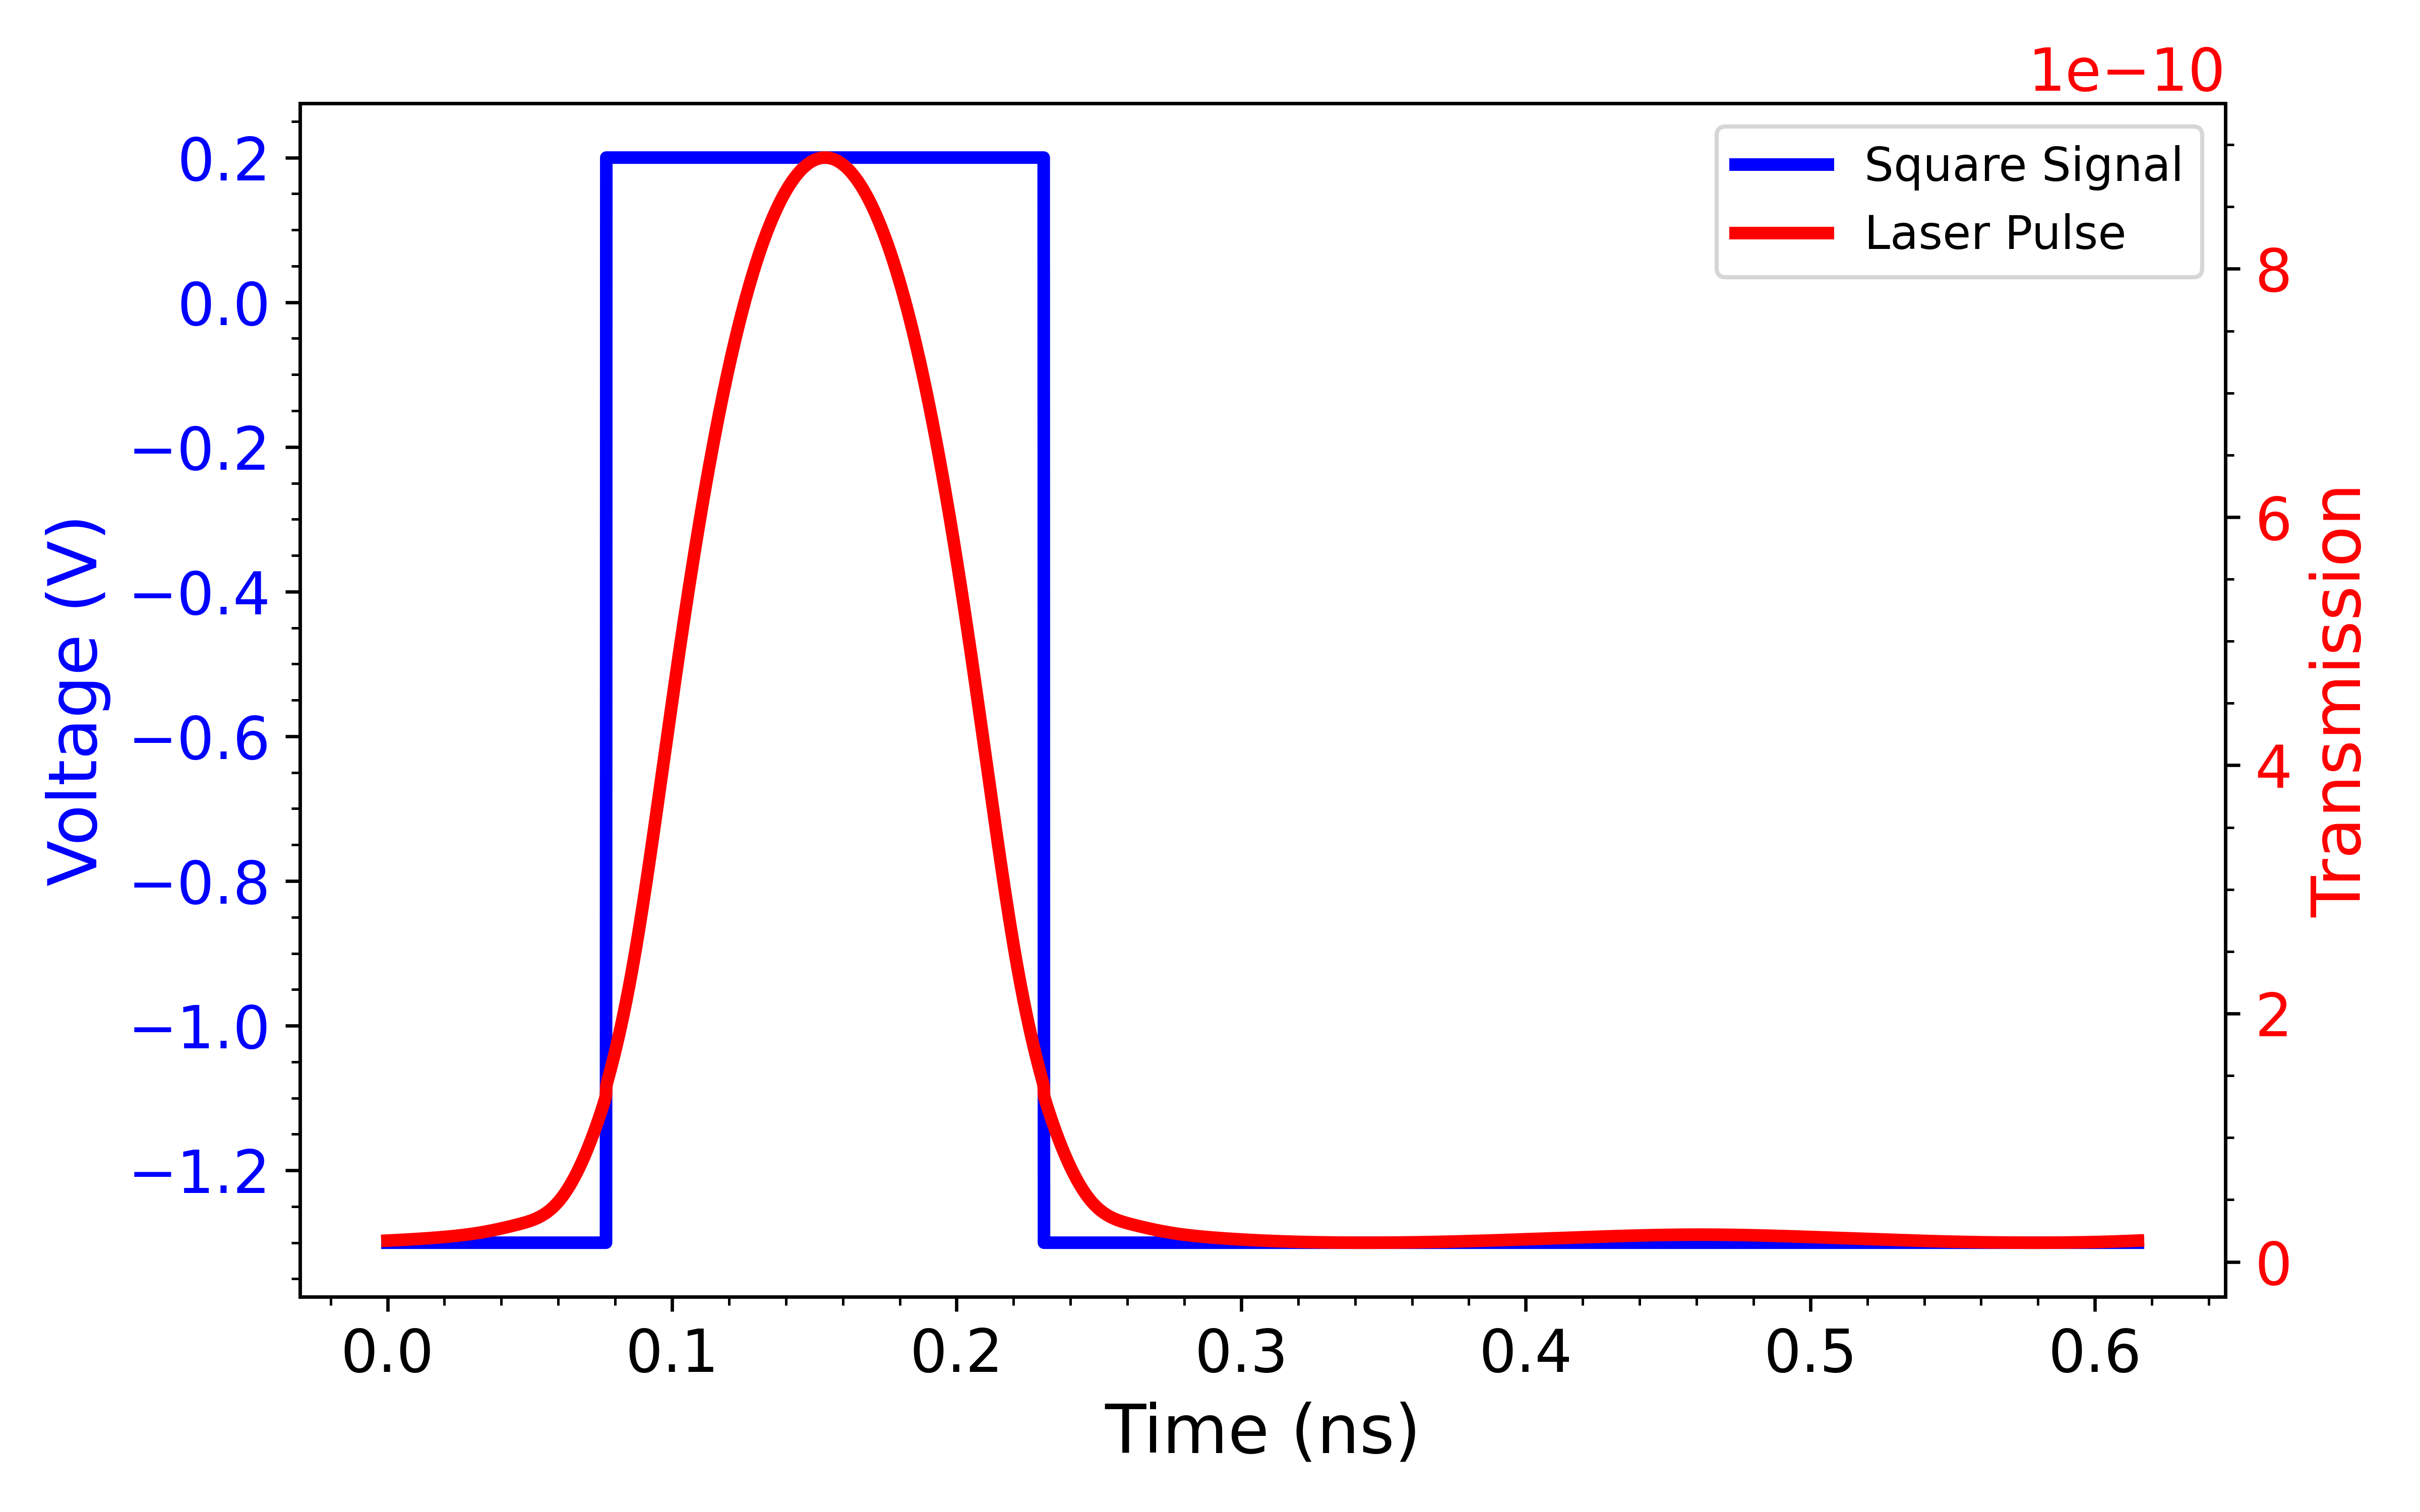 1e−10
Square Signal
Laser Pulse
Voltage (V)
0.2
0.0
−0.2
−0.4
−0.6
−0.8
−1.0
−1.2
8
6
4
2
0
Transmission
0.0 0.1 0.2 0.3 0.4 0.5 0.6
Time (ns)